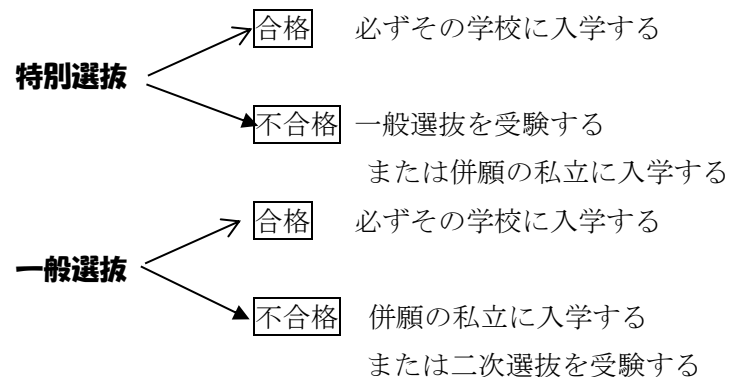 合格 必ずその学校に入学する
特別選抜
不合格 一般選抜を受験する
または併願の私立に入学する
合格 必ずその学校に入学する
一般選抜
不合格 併願の私立に入学する
または二次選抜を受験する